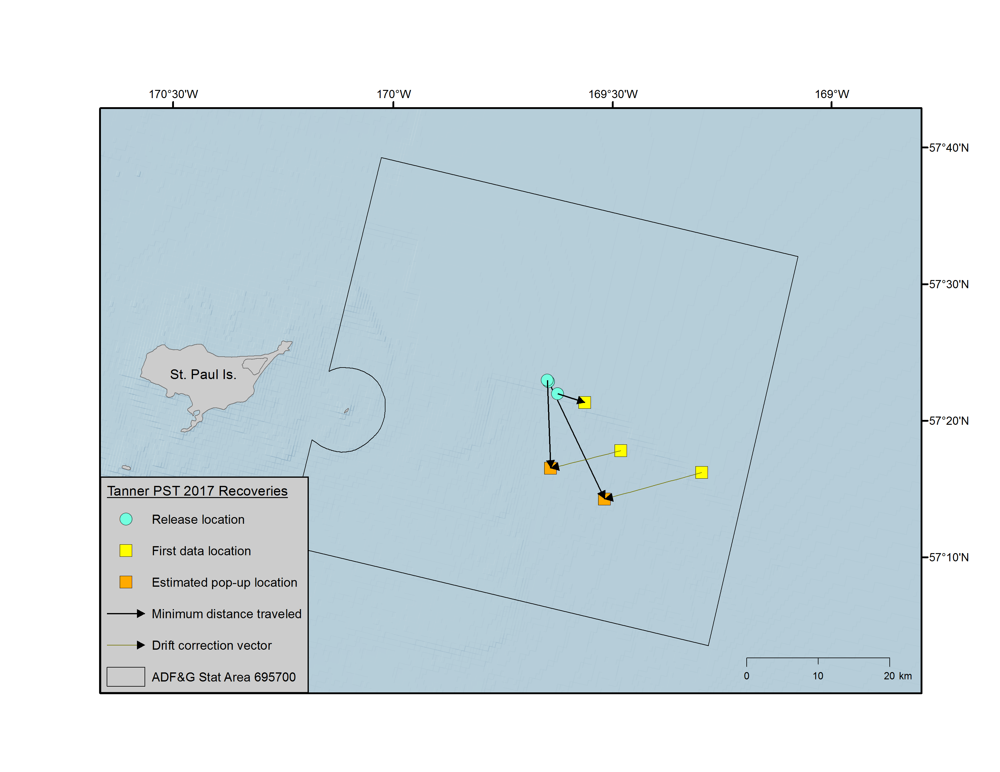 170°30'W 170°W 169°30'W 169°W
57°40'N
57°30'N
St. Paul Is.
57°20'N
57°10'N
Tanner PST 2017 Recoveries
Release location
First data location
Estimated pop-up location
Minimum distance traveled
Drift correction vector
ADF&G Stat Area 695700
0 10 20 km